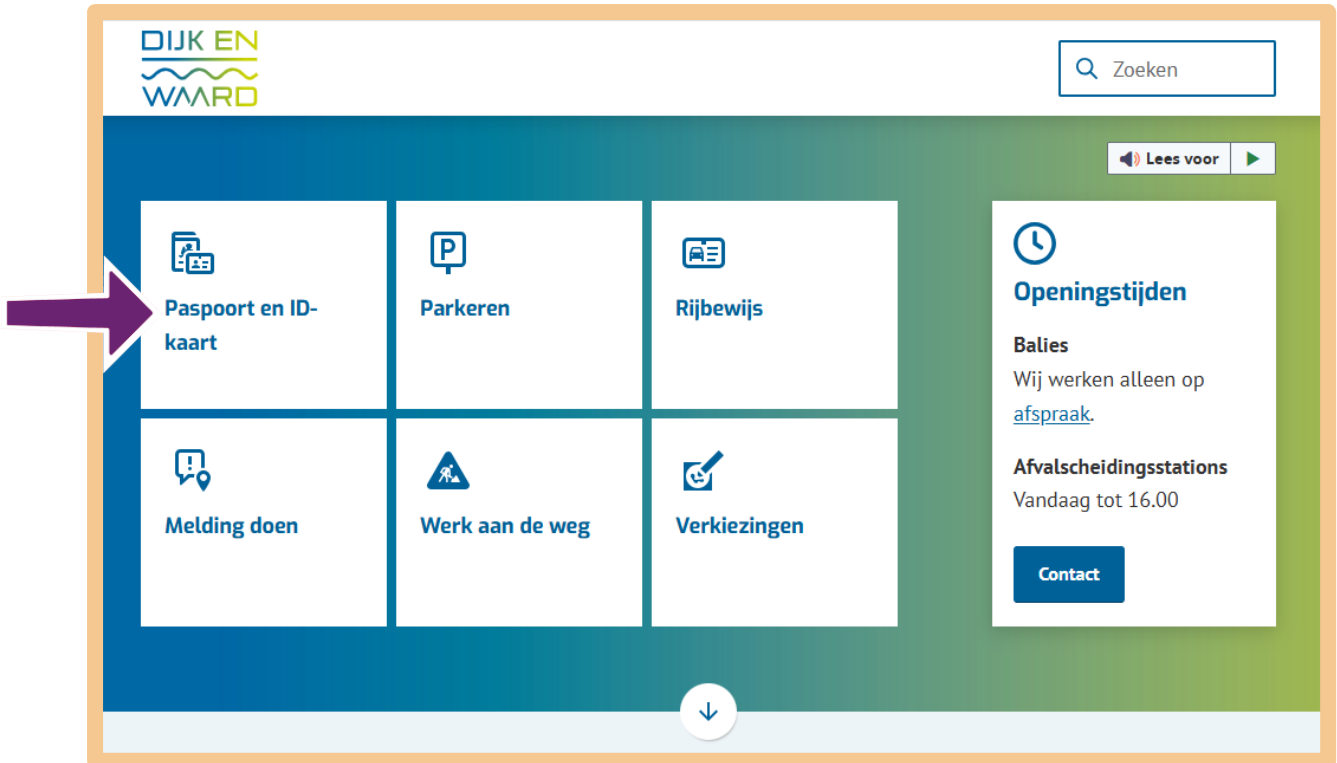 DIJK EN
WAARD
Zoeken
Lees voor
Paspoort en ID-
kaart
P
Parkeren
Rijbewijs
Melding doen
Werk aan de weg
Verkiezingen
Openingstijden
Balies
Wij werken alleen op
afspraak.
Afvalscheidingsstations
Vandaag tot 16.00
Contact